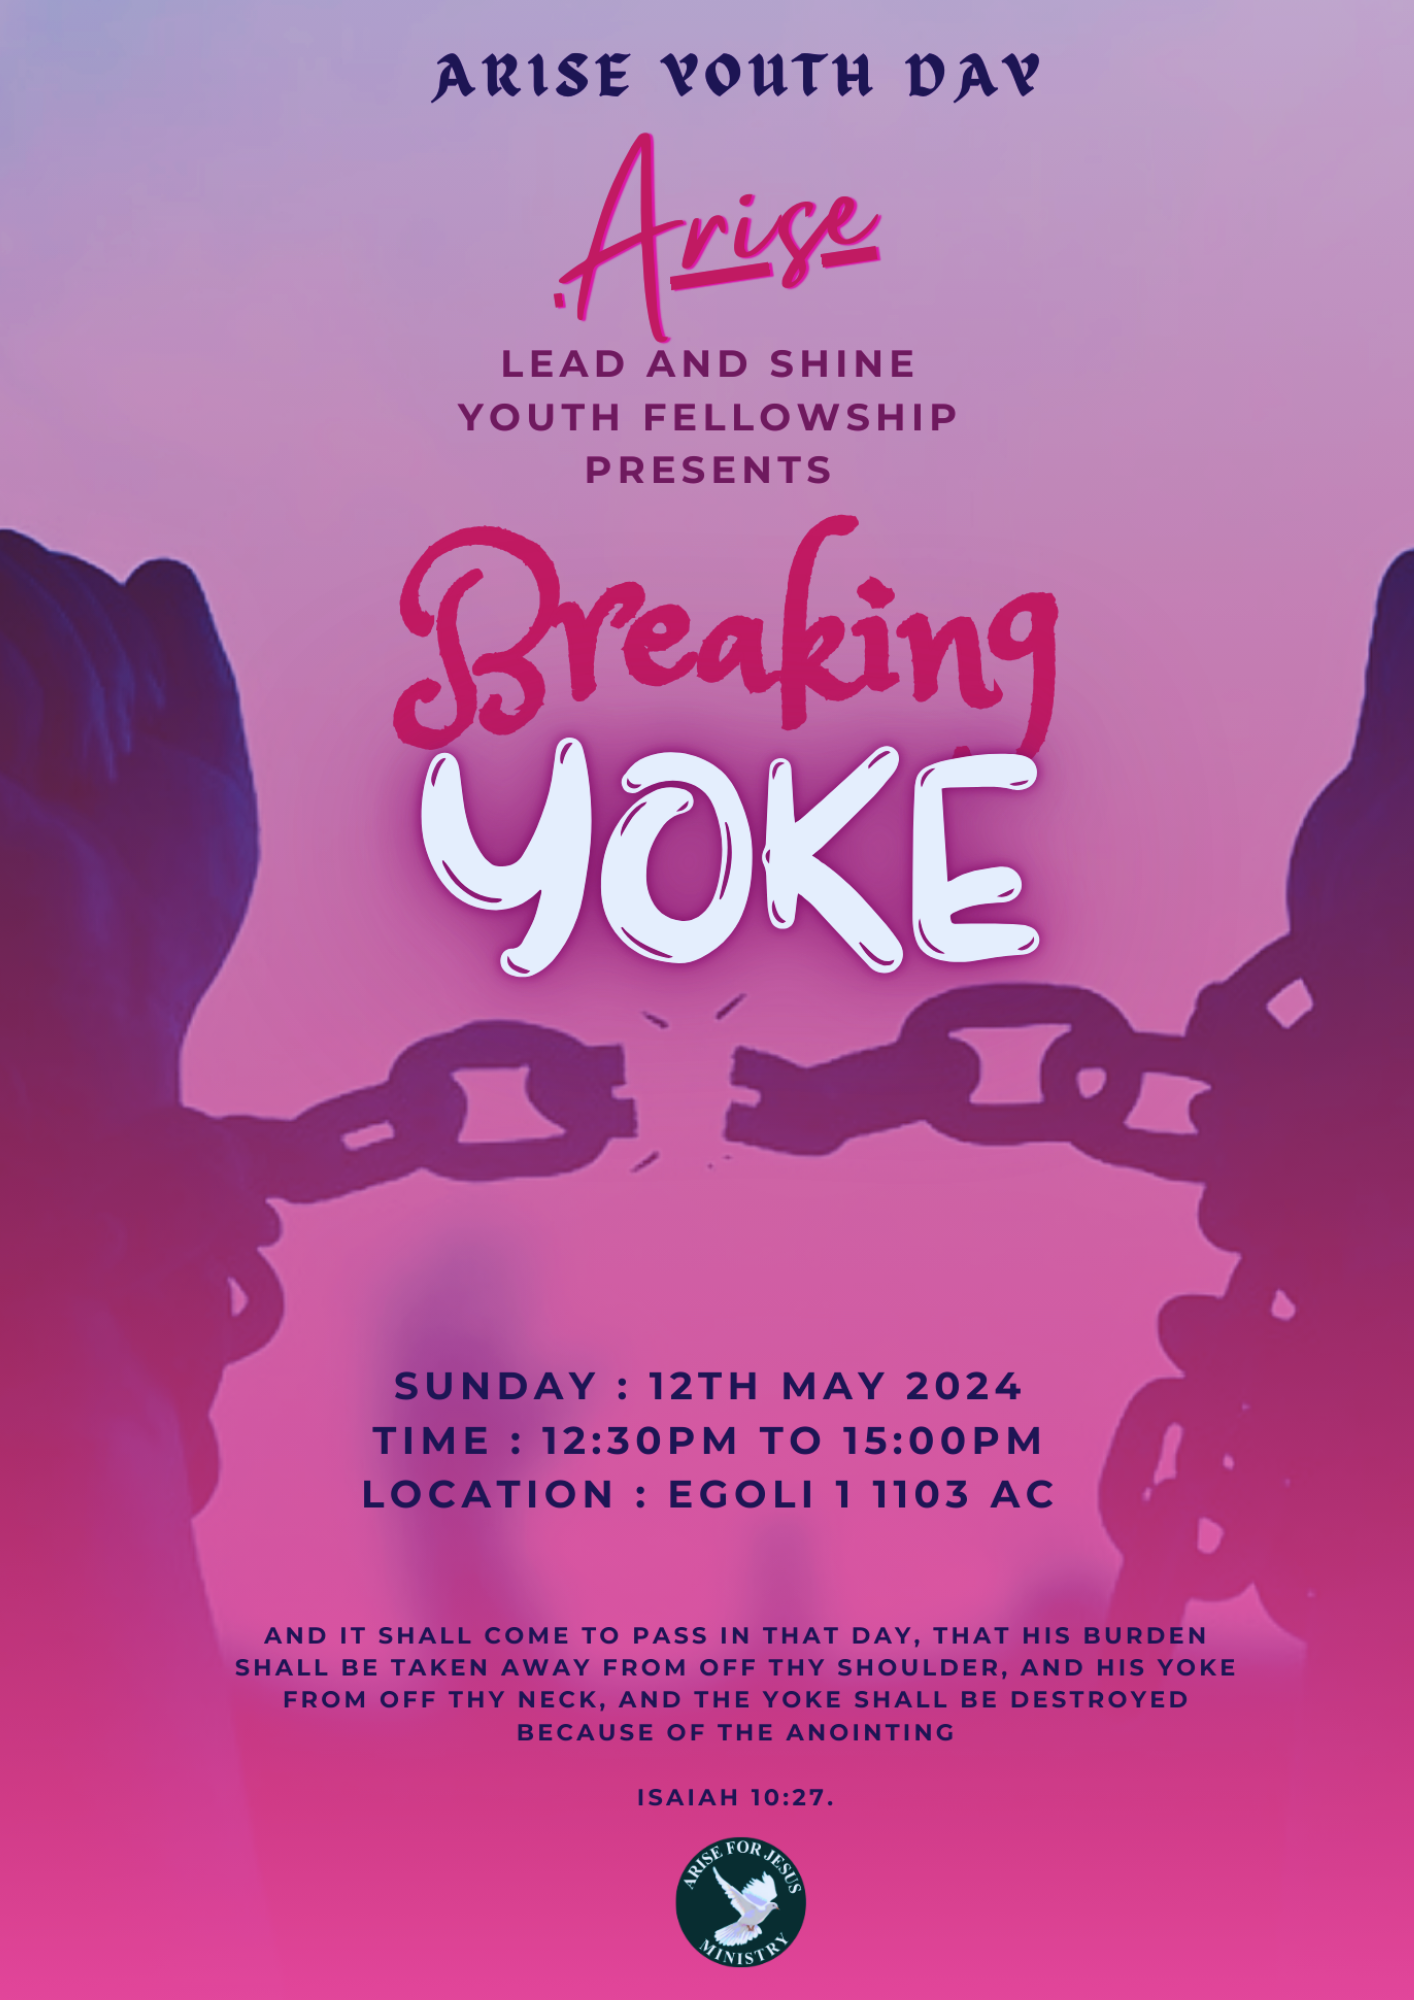 ARISE YOUTH DAY
Arise
LEAD AND SHINE
YOUTH FELLOWSHIP
PRESENTS
Breaking
YOKE
SUNDAY : 12TH MAY 2024
TIME : 12:30PM TO 15:00PM
LOCATION : EGOLI 1 1103 AC
AND IT SHALL COME TO PASS IN THAT DAY, THAT HIS BURDEN
SHALL BE TAKEN AWAY FROM OFF THY SHOULDER, AND HIS YOKE
FROM OFF THY NECK, AND THE YOKE SHALL BE DESTROYED
BECAUSE OF THE ANOINTING
ISAIAH 10:27.
ARISE FOR JESUS
MINISTRY